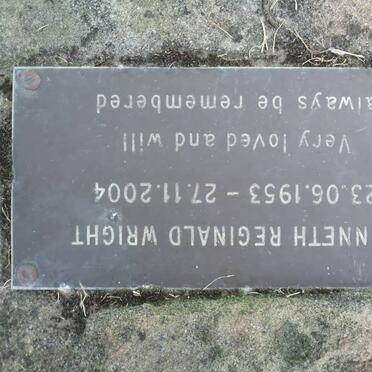 NNETH REGINALD WRIGHT
23.06.1953 - 27.11.2004
Very loved and will
always be remembered